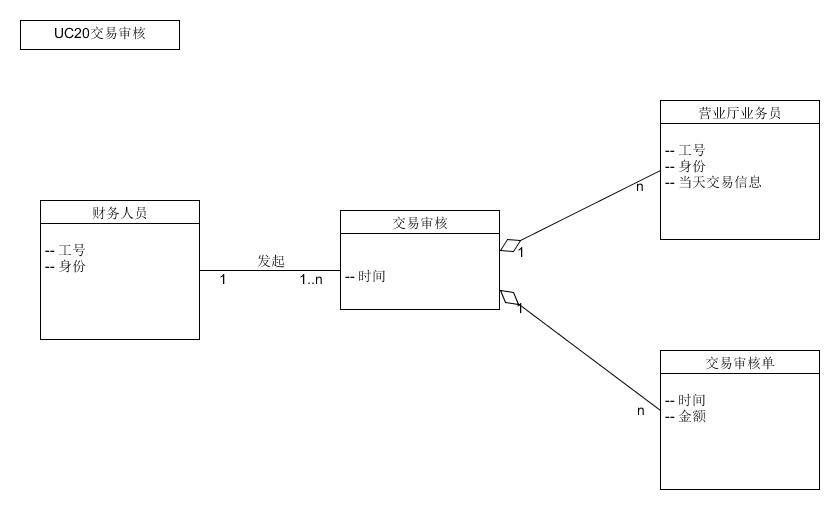 UC20交易审核
营业厅业务员
-- 工号
-- 身份
-- 当天交易信息
n
财务人员
-- 工号
-- 身份
发起
1
1..n
交易审核
-- 时间
1
1
交易审核单
-- 时间
-- 金额
n